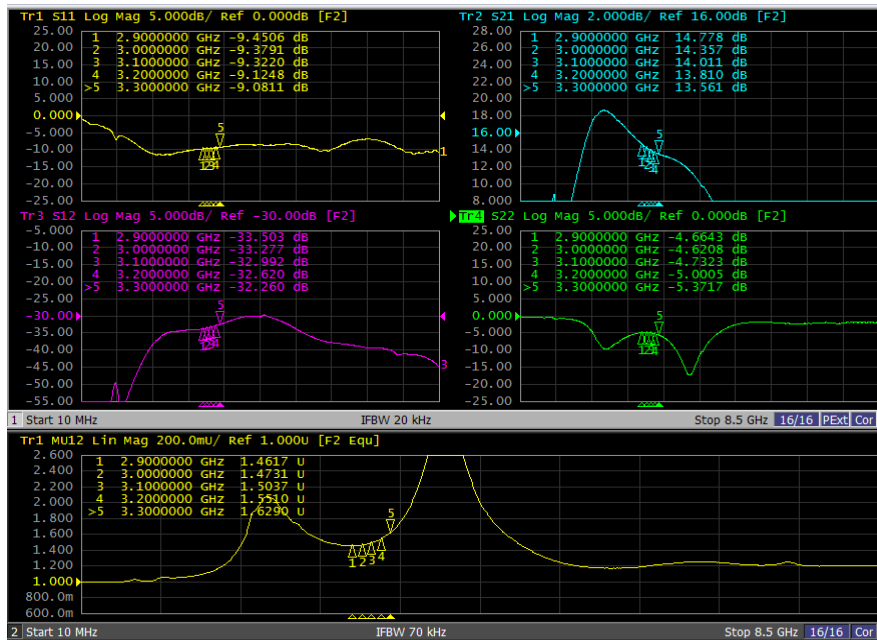 Tr1 S11 Log Mag 5.000dB/ Ref 0.000dB [F2]
25.00
20.00
15.00
10.00
5.000
0.000
-5.000
-10.00
-15.00
-20.00
-25.00
1 2.9000000 GHz -9.4506 dB
2 3.0000000 GHz -9.3791 dB
3 3.1000000 GHz -9.3220 dB
4 3.2000000 GHz -9.1248 dB
>5 3.3000000 GHz -9.0811 dB
5
1234
1
Tr2 S21 Log Mag 2.000dB/ Ref 16.00dB [F2]
28.00
26.00
24.00
22.00
20.00
18.00
16.00
14.00
12.00
10.00
8.000
1 2.9000000 GHz 14.778 dB
2 3.0000000 GHz 14.357 dB
3 3.1000000 GHz 14.011 dB
4 3.2000000 GHz 13.810 dB
>5 3.3000000 GHz 13.561 dB
5
1234
Tr3 S12 Log Mag 5.000dB/ Ref -30.00dB [F2]
-5.000
-10.00
-15.00
-20.00
-25.00
-30.00
-35.00
-40.00
-45.00
-50.00
-55.00
1 2.9000000 GHz -33.503 dB
2 3.0000000 GHz -33.277 dB
3 3.1000000 GHz -32.992 dB
4 3.2000000 GHz -32.620 dB
>5 3.3000000 GHz -32.260 dB
5
1234
3
Tr4 S22 Log Mag 5.000dB/ Ref 0.000dB [F2]
25.00
20.00
15.00
10.00
5.000
0.000
-5.000
-10.00
-15.00
-20.00
-25.00
1 2.9000000 GHz -4.6643 dB
2 3.0000000 GHz -4.6208 dB
3 3.1000000 GHz -4.7323 dB
4 3.2000000 GHz -5.0005 dB
>5 3.3000000 GHz -5.3717 dB
5
1234
1 Start 10 MHz IFBW 20 kHz Stop 8.5 GHz 16/16 PExt Cor
Tr1 MU12 Lin Mag 200.0mU/ Ref 1.000U [F2 Equ]
2.600
2.400
2.200
2.000
1.800
1.600
1.400
1.200
1.000
800.0m
600.0m
1 2.9000000 GHz 1.4617 U
2 3.0000000 GHz 1.4731 U
3 3.1000000 GHz 1.5037 U
4 3.2000000 GHz 1.5510 U
>5 3.3000000 GHz 1.6290 U
5
1 2 3 4
2 Start 10 MHz IFBW 70 kHz Stop 8.5 GHz 16/16 Cor